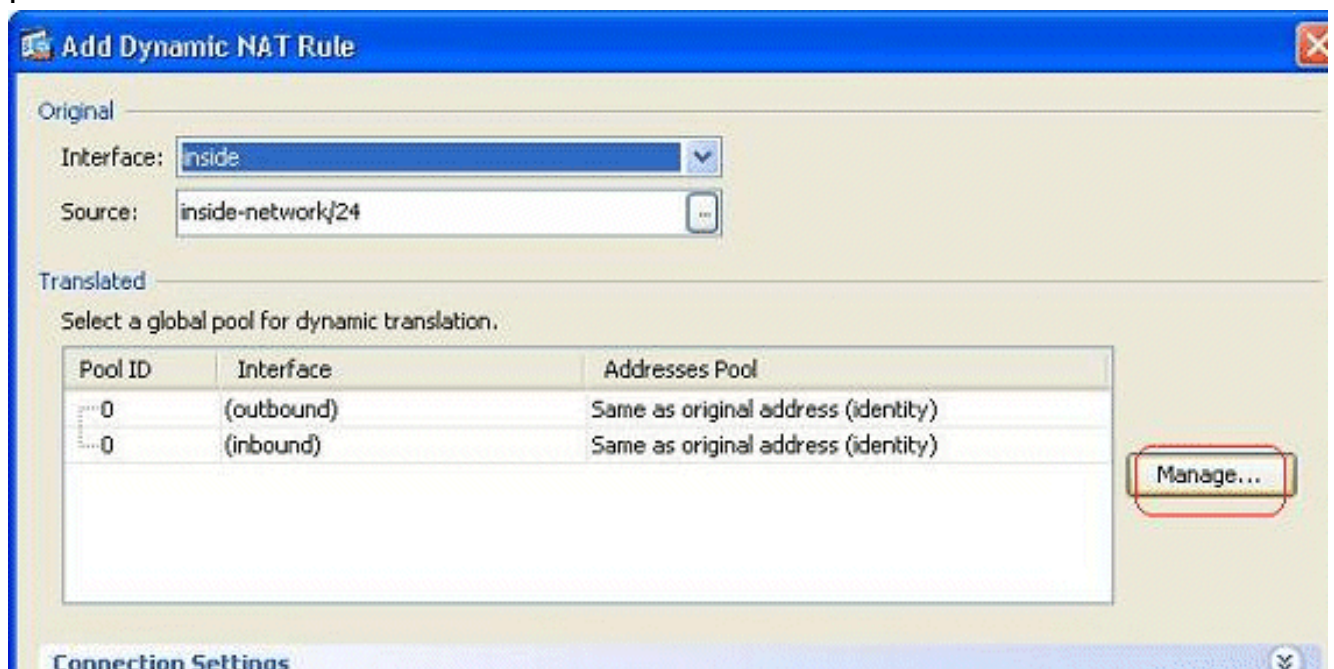 Add Dynamic NAT Rule
Original
Interface: inside
Source: inside-network/24 ...
Translated
Select a global pool for dynamic translation.
Pool ID Interface Addresses Pool
0 (outbound) Same as original address (identity)
0 (inbound) Same as original address (identity)
Manage...
Connection Settings